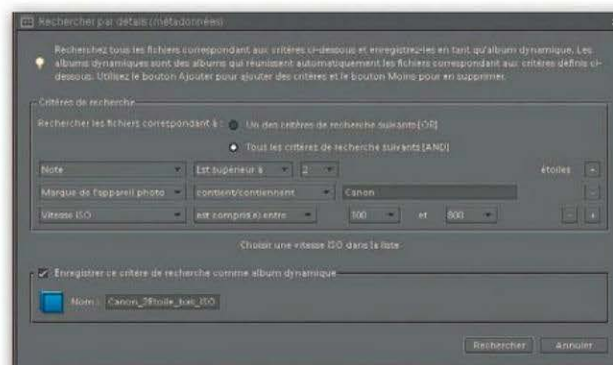 Rechercher par détails (métadonnées)
Recherchez tous les fichiers correspondant aux critères ci-dessous et enregistrez-les en tant qu'album dynamique. Les
albums dynamiques sont des albums qui réunissent automatiquement les fichiers correspondant aux critères définis ci-
dessous. Utilisez le bouton Ajouter pour ajouter des critères et le bouton Moins pour en supprimer.
Critères de recherche
Rechercher les fichiers correspondant à : Un des critères de recherche suivants [OR]
Tous les critères de recherche suivants [AND]
Note Est supérieur à 2 étoiles +
Marque de l'appareil photo contient/contiennent Canon -
Vitesse ISO est compris(e) entre 100 et 800 - +
Choisir une vitesse ISO dans la liste
Enregistrer ce critère de recherche comme album dynamique
Nom : Canon_2Etoile_bas_ISO
Rechercher Annuler